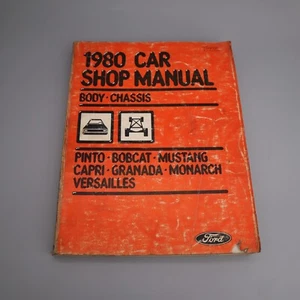 1980 CAR
SHOP MANUAL
BODY · CHASSIS
PINTO · BOBCAT · MUSTANG
CAPRI · GRANADA · MONARCH
VERSAILLES
Ford